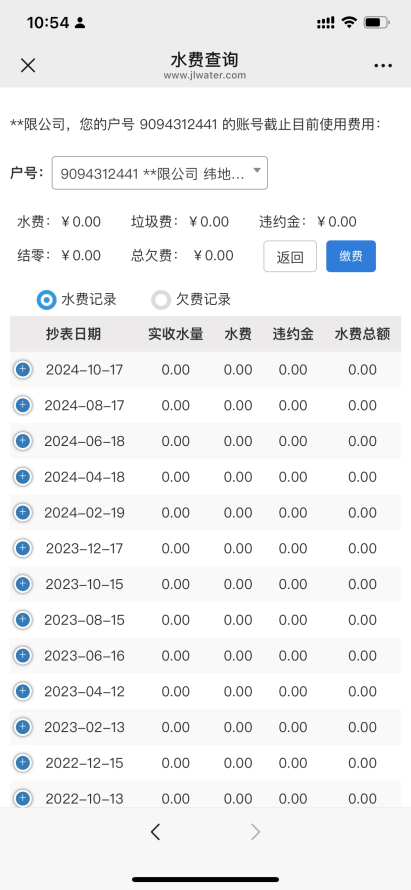 10:54
水费查询
www.jlwater.com
**限公司，您的户号 9094312441 的账号截止目前使用费用：
户号： 9094312441 **限公司 纬地...
水费：￥0.00 垃圾费：￥0.00 违约金：￥0.00
结零：￥0.00 总欠费： ￥0.00 返回 缴费
水费记录 欠费记录
抄表日期 实收水量 水费 违约金 水费总额
2024-10-17 0.00 0.00 0.00 0.00
2024-08-17 0.00 0.00 0.00 0.00
2024-06-18 0.00 0.00 0.00 0.00
2024-04-18 0.00 0.00 0.00 0.00
2024-02-19 0.00 0.00 0.00 0.00
2023-12-17 0.00 0.00 0.00 0.00
2023-10-15 0.00 0.00 0.00 0.00
2023-08-15 0.00 0.00 0.00 0.00
2023-06-16 0.00 0.00 0.00 0.00
2023-04-12 0.00 0.00 0.00 0.00
2023-02-13 0.00 0.00 0.00 0.00
2022-12-15 0.00 0.00 0.00 0.00
2022-10-13 0.00 0.00 0.00 0.00